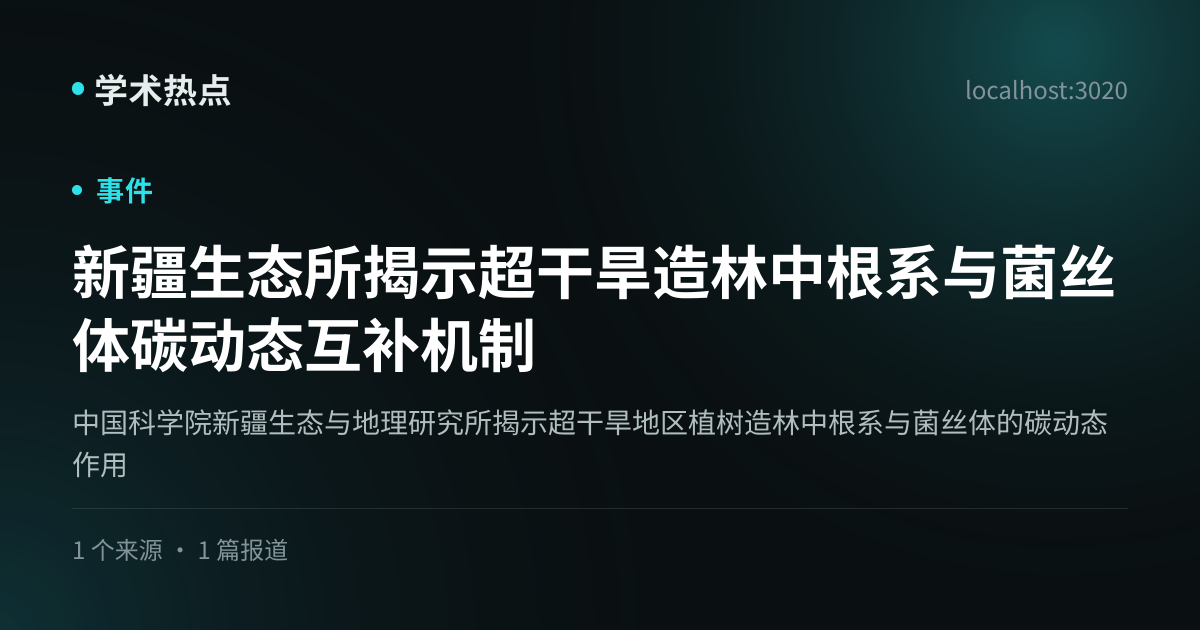 学术热点
localhost:3020
事件
新疆生态所揭示超干旱造林中根系与菌丝
体碳动态互补机制
中国科学院新疆生态与地理研究所揭示超干旱地区植树造林中根系与菌丝体的碳动态
作用
1 个来源 · 1 篇报道